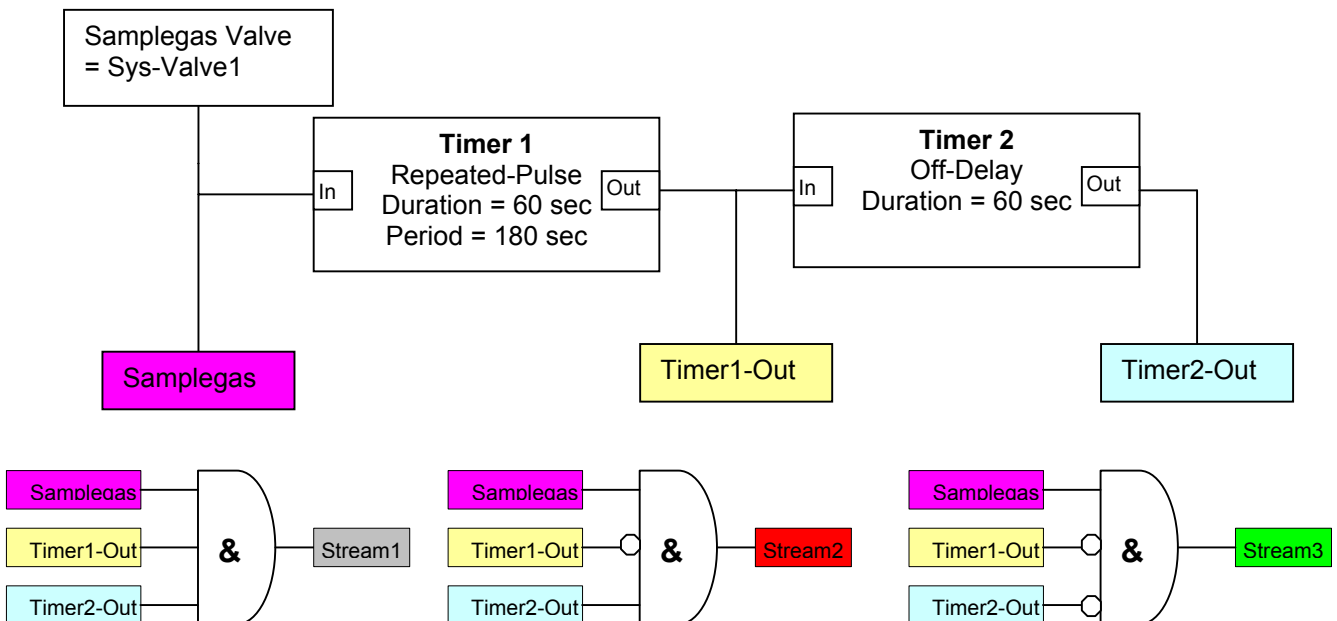 Samplegas Valve
= Sys-Valve1
Timer 1
Repeated-Pulse
Duration = 60 sec
Period = 180 sec
In
Out
Timer 2
Off-Delay
Duration = 60 sec
In
Out
Samplegas
Timer1-Out
Timer2-Out
Samplegas
Timer1-Out
Timer2-Out
&
Stream1
Samplegas
Timer1-Out
Timer2-Out
&
Stream2
Samplegas
Timer1-Out
Timer2-Out
&
Stream3